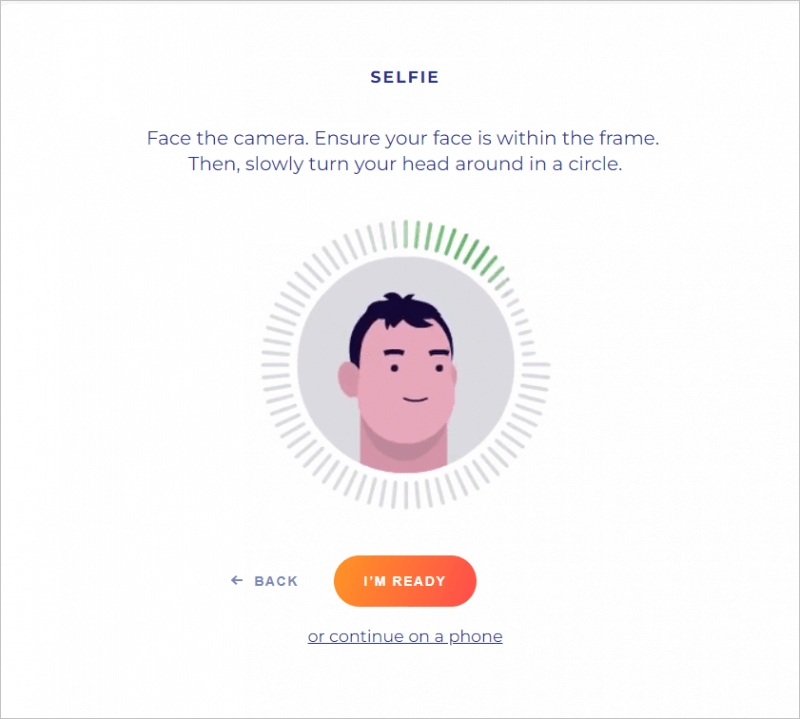 SELFIE
Face the camera. Ensure your face is within the frame.
Then, slowly turn your head around in a circle.
← BACK
I'M READY
or continue on a phone